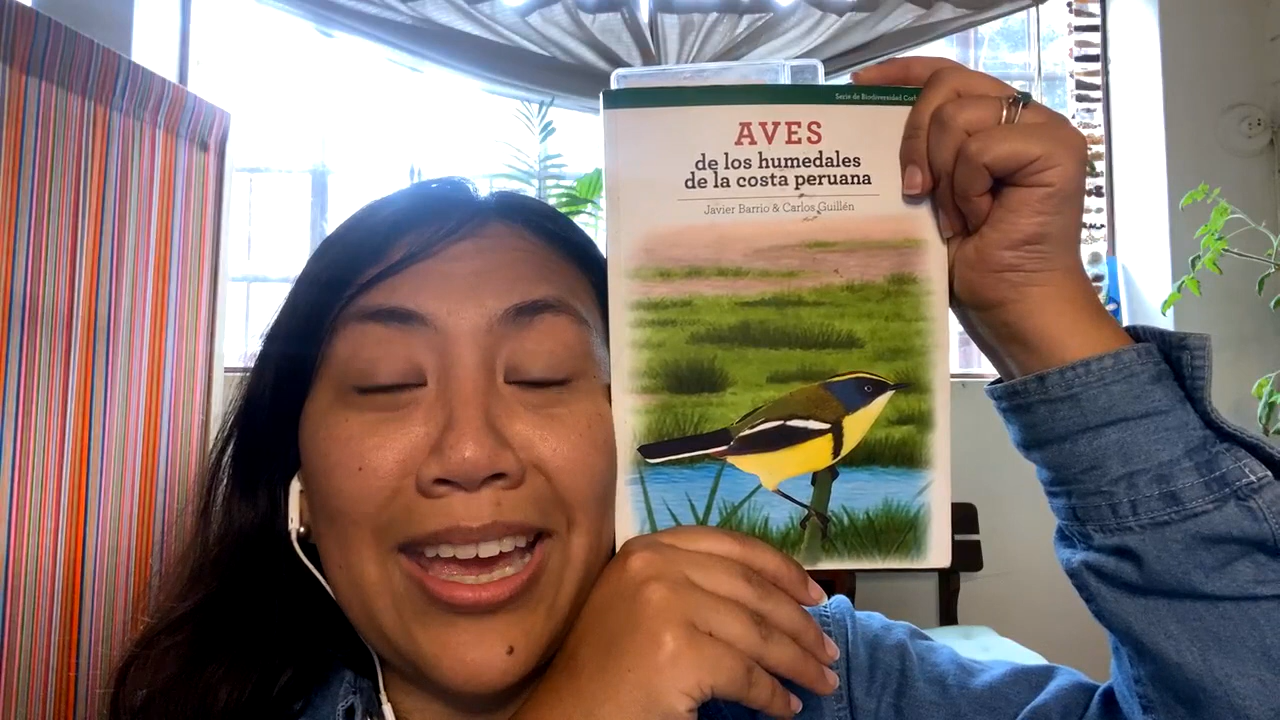 Serie de Biodiversidad
AVES
de los humedales
de la costa peruana
Javier Barrio & Carlos Guillén